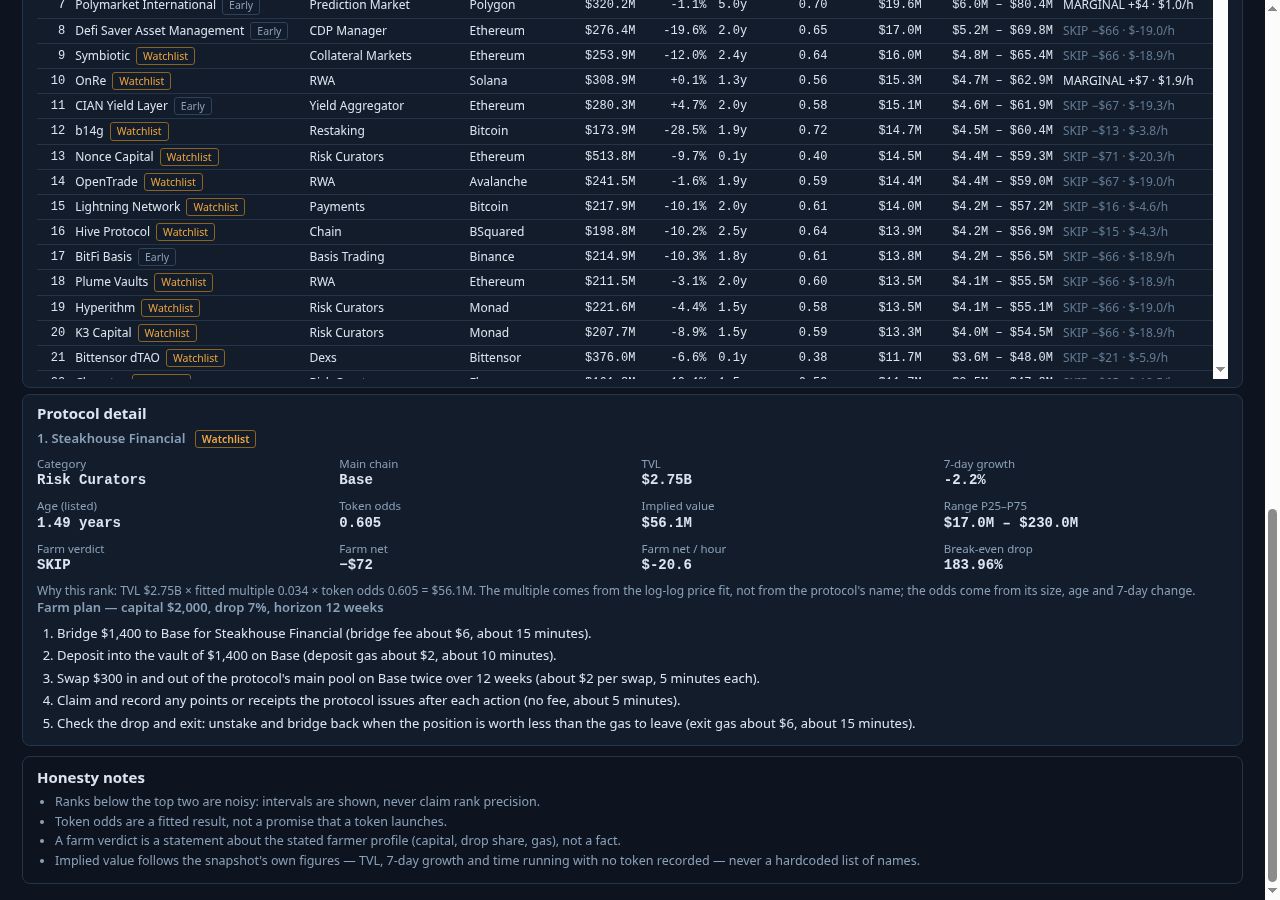 7 Polymarket International Early Prediction Market Polygon $320.2M -1.1% 5.0y 0.70 $19.6M $6.0M – $80.4M MARGINAL +$4 · $1.0/h
8 Defi Saver Asset Management Early CDP Manager Ethereum $276.4M -19.6% 2.0y 0.65 $17.0M $5.2M – $69.8M SKIP −$66 · $-19.0/h
9 Symbiotic Watchlist Collateral Markets Ethereum $253.9M -12.0% 2.4y 0.64 $16.0M $4.8M – $65.4M SKIP −$66 · $-18.9/h
10 OnRe Watchlist RWA Solana $308.9M +0.1% 1.3y 0.56 $15.3M $4.7M – $62.9M MARGINAL +$7 · $1.9/h
11 CIAN Yield Layer Early Yield Aggregator Ethereum $280.3M +4.7% 2.0y 0.58 $15.1M $4.6M – $61.9M SKIP −$67 · $-19.3/h
12 b14g Watchlist Restaking Bitcoin $173.9M -28.5% 1.9y 0.72 $14.7M $4.5M – $60.4M SKIP −$13 · $-3.8/h
13 Nonce Capital Watchlist Risk Curators Ethereum $513.8M -9.7% 0.1y 0.40 $14.5M $4.4M – $59.3M SKIP −$71 · $-20.3/h
14 OpenTrade Watchlist RWA Avalanche $241.5M -1.6% 1.9y 0.59 $14.4M $4.4M – $59.0M SKIP −$67 · $-19.0/h
15 Lightning Network Watchlist Payments Bitcoin $217.9M -10.1% 2.0y 0.61 $14.0M $4.2M – $57.2M SKIP −$16 · $-4.6/h
16 Hive Protocol Watchlist Chain BSquared $198.8M -10.2% 2.5y 0.64 $13.9M $4.2M – $56.9M SKIP −$15 · $-4.3/h
17 BitFi Basis Early Basis Trading Binance $214.9M -10.3% 1.8y 0.61 $13.8M $4.2M – $56.5M SKIP −$66 · $-18.9/h
18 Plume Vaults Watchlist RWA Ethereum $211.5M -3.1% 2.0y 0.60 $13.5M $4.1M – $55.5M SKIP −$66 · $-18.9/h
19 Hyperithm Watchlist Risk Curators Monad $221.6M -4.4% 1.5y 0.58 $13.5M $4.1M – $55.1M SKIP −$66 · $-19.0/h
20 K3 Capital Watchlist Risk Curators Monad $207.7M -8.9% 1.5y 0.59 $13.3M $4.0M – $54.5M SKIP −$66 · $-18.9/h
21 Bittensor dTAO Watchlist Dexs Bittensor $376.0M -6.6% 0.1y 0.38 $11.7M $3.6M – $48.0M SKIP −$21 · $-5.9/h
Protocol detail
1. Steakhouse Financial Watchlist
Category Main chain TVL 7-day growth
Risk Curators Base $2.75B -2.2%
Age (listed) Token odds Implied value Range P25–P75
1.49 years 0.605 $56.1M $17.0M – $230.0M
Farm verdict Farm net Farm net / hour Break-even drop
SKIP −$72 $-20.6 183.96%
Why this rank: TVL $2.75B × fitted multiple 0.034 × token odds 0.605 = $56.1M. The multiple comes from the log-log price fit, not from the protocol's name; the odds come from its size, age and 7-day change.
Farm plan — capital $2,000, drop 7%, horizon 12 weeks
1. Bridge $1,400 to Base for Steakhouse Financial (bridge fee about $6, about 15 minutes).
2. Deposit into the vault of $1,400 on Base (deposit gas about $2, about 10 minutes).
3. Swap $300 in and out of the protocol's main pool on Base twice over 12 weeks (about $2 per swap, 5 minutes each).
4. Claim and record any points or receipts the protocol issues after each action (no fee, about 5 minutes).
5. Check the drop and exit: unstake and bridge back when the position is worth less than the gas to leave (exit gas about $6, about 15 minutes).
Honesty notes
• Ranks below the top two are noisy: intervals are shown, never claim rank precision.
• Token odds are a fitted result, not a promise that a token launches.
• A farm verdict is a statement about the stated farmer profile (capital, drop share, gas), not a fact.
• Implied value follows the snapshot's own figures — TVL, 7-day growth and time running with no token recorded — never a hardcoded list of names.